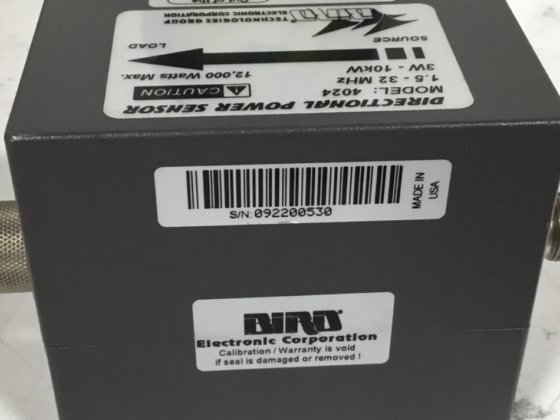 DIRECTIONAL POWER SENSOR
MODEL: 4024
1.5-32 MHz
3W - 10kW
CAUTION
12,000 Watts Max.
SOURCE
LOAD
BIRD
ELECTRONIC CORPORATION
TECHNOLOGIES GROUP
S/N: 092200530
MADE IN
USA
BIRD
Electronic Corporation
Calibration / Warranty is void
if seal is damaged or removed !